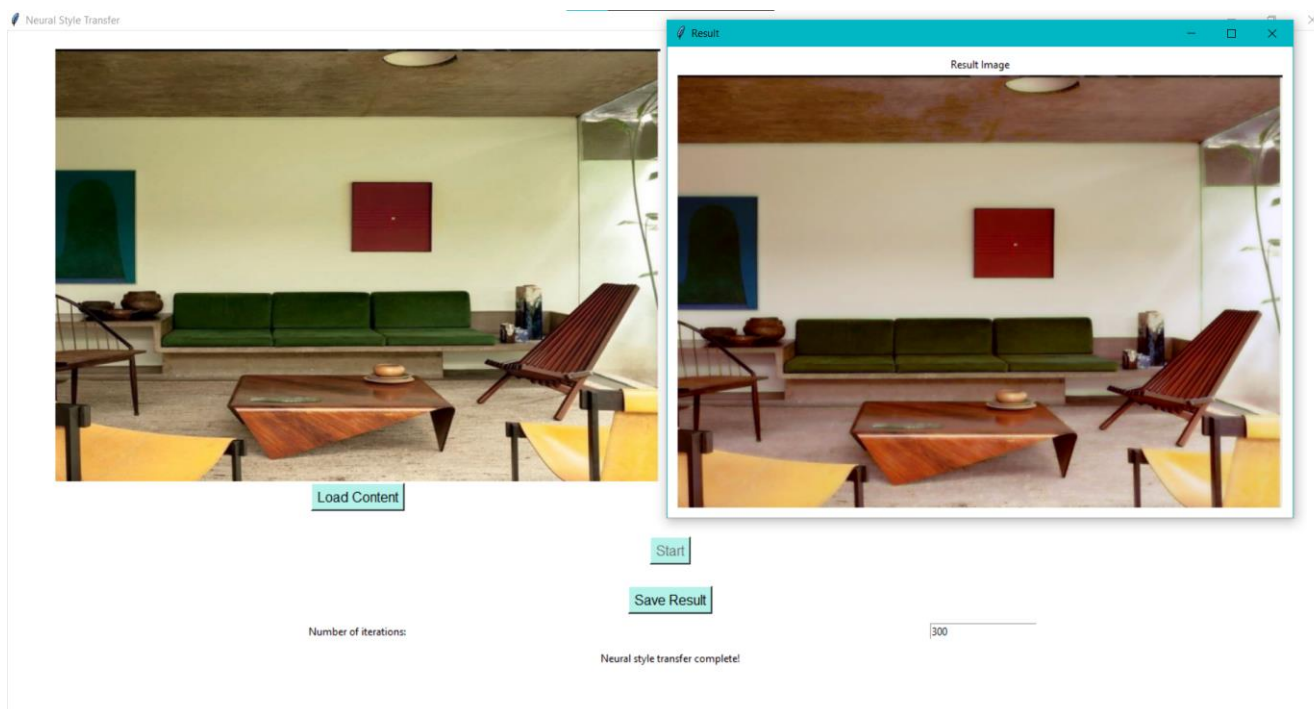 Neural Style Transfer
Result
Result Image
Load Content
Start
Save Result
Number of iterations:
300
Neural style transfer complete!